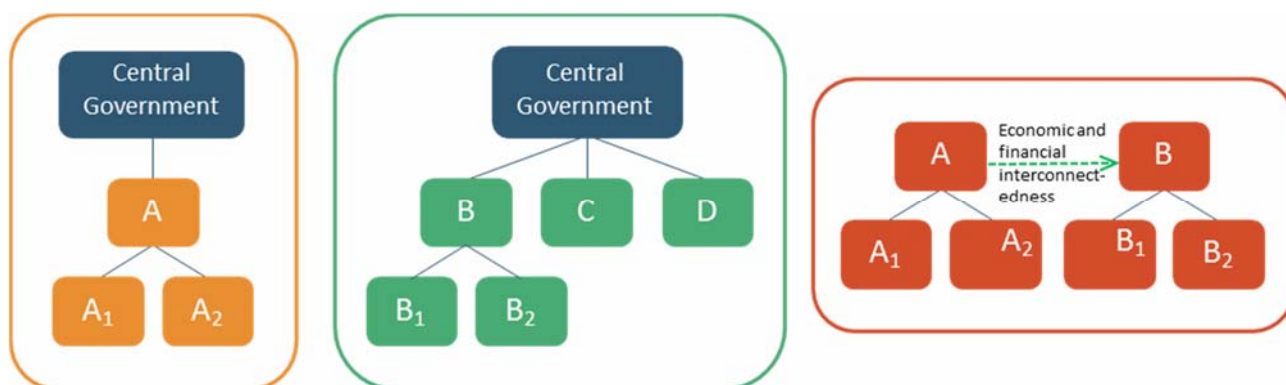 Central
Government
A
A₁
A₂
Central
Government
B
C
D
B₁
B₂
A
Economic and
financial
interconnect-
edness
B
A₁
A₂
B₁
B₂